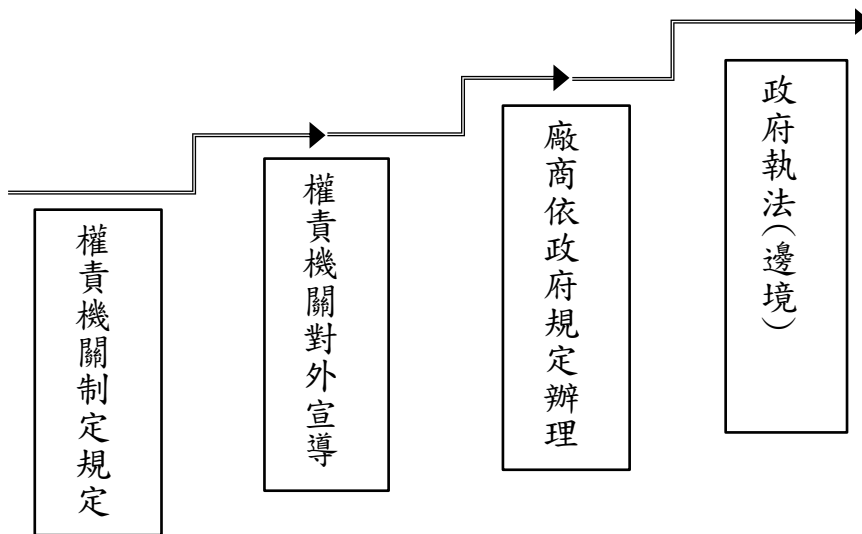 權責機關制定規定
權責機關對外宣導
廠商依政府規定辦理
政府執法(邊境)